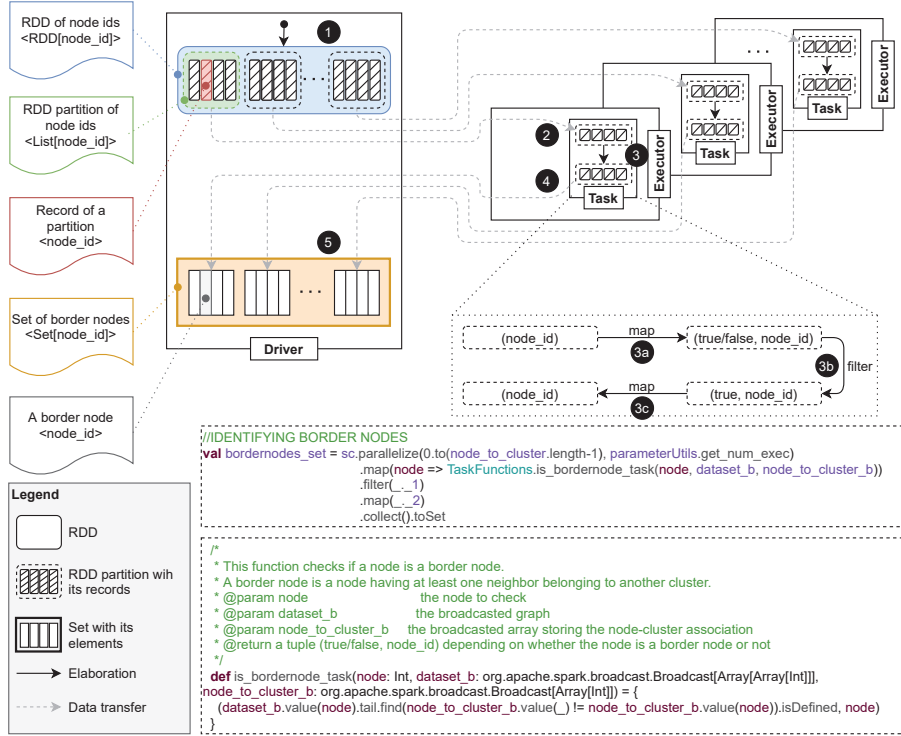 RDD of node ids
<RDD[node_id]>
RDD partition of
node ids
<List[node_id]>
Record of a
partition
<node_id>
Set of border nodes
<Set[node_id]>
A border node
<node_id>
1
. . .
5
. . .
Driver
2
3
4
Task
Executor
Task
Executor
. . .
Task
Executor
(node_id)
map
3a
(true/false, node_id)
3b
filter
(node_id)
map
3c
(true, node_id)
Legend
RDD
RDD partition wih
its records
Set with its
elements
Elaboration
Data transfer
//IDENTIFYING BORDER NODES
val bordernodes_set = sc.parallelize(0.to(node_to_cluster.length-1), parameterUtils.get_num_exec)
.map(node => TaskFunctions.is_bordernode_task(node, dataset_b, node_to_cluster_b))
.filter(_._1)
.map(_._2)
.collect().toSet
/*
* This function checks if a node is a border node.
* A border node is a node having at least one neighbor belonging to another cluster.
* @param node the node to check
* @param dataset_b the broadcasted graph
* @param node_to_cluster_b the broadcasted array storing the node-cluster association
* @return a tuple (true/false, node_id) depending on whether the node is a border node or not
*/
def is_bordernode_task(node: Int, dataset_b: org.apache.spark.broadcast.Broadcast[Array[Array[Int]]],
node_to_cluster_b: org.apache.spark.broadcast.Broadcast[Array[Int]]) = {
(dataset_b.value(node).tail.find(node_to_cluster_b.value(_) != node_to_cluster_b.value(node)).isDefined, node)
}